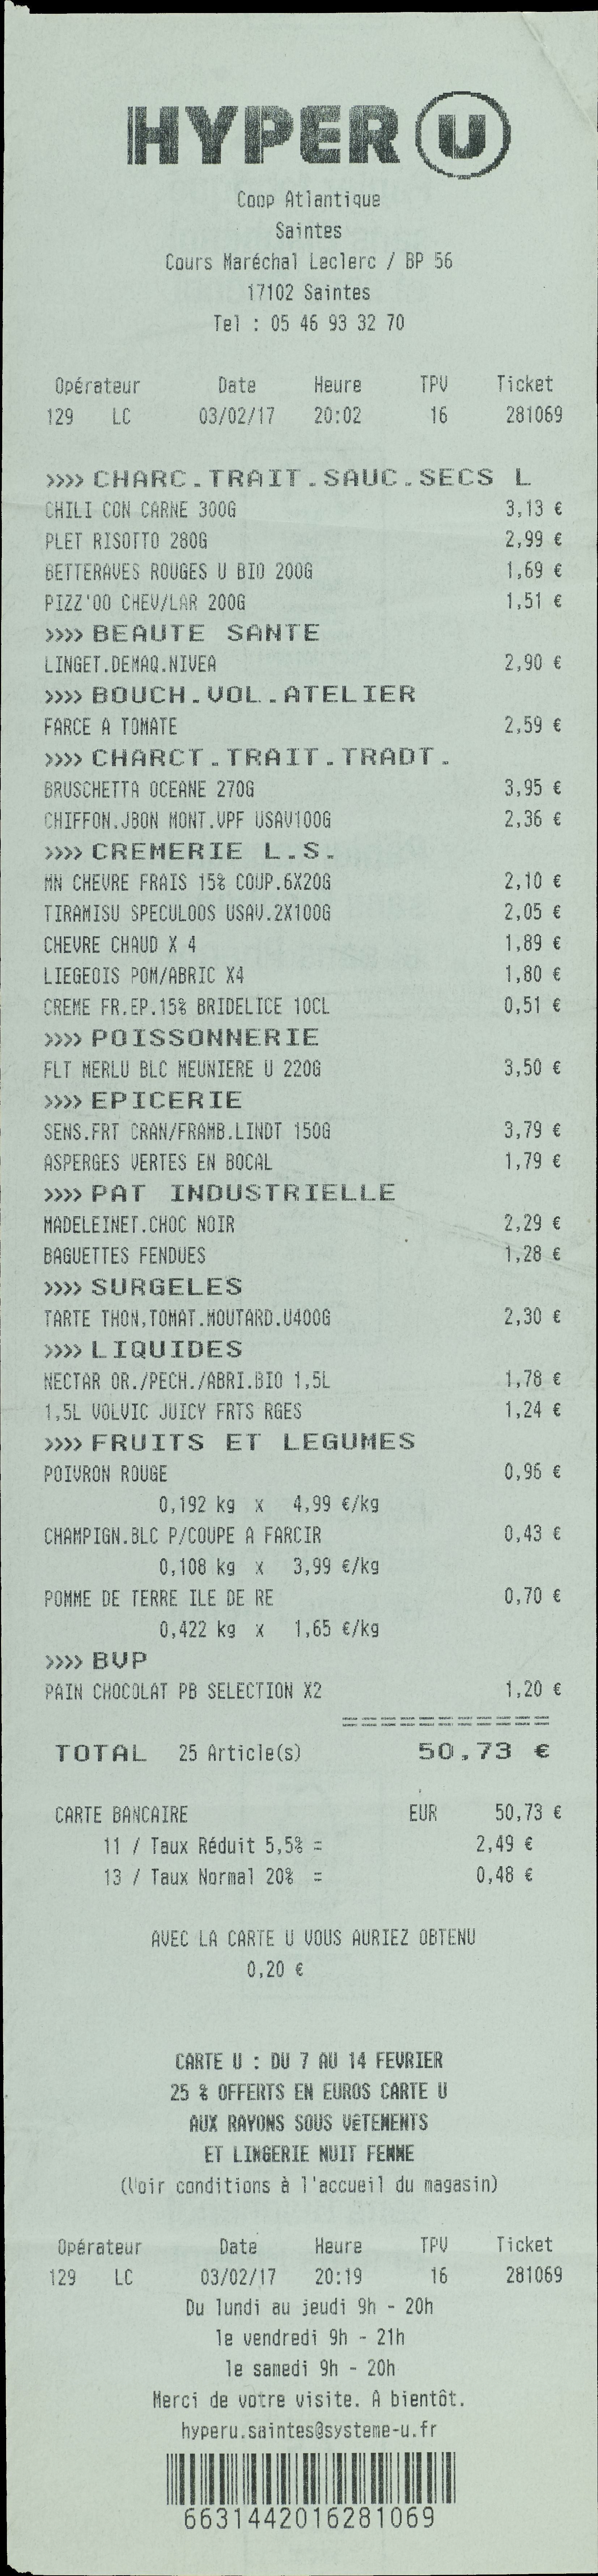 HYPER U
Coop Atlantique
Saintes
Cours Maréchal Leclerc / BP 56
17102 Saintes
Tel : 05 46 93 32 70
Opérateur Date Heure TPV Ticket
129 LC 03/02/17 20:02 16 281069
>>>> CHARC.TRAIT.SAUC.SECS L
CHILI CON CARNE 300G 3,13 €
PLET RISOTTO 280G 2,99 €
BETTERAVES ROUGES U BIO 200G 1,69 €
PIZZ'OO CHEV/LAR 200G 1,51 €
>>>> BEAUTE SANTE
LINGET.DEMAQ.NIVEA 2,90 €
>>>> BOUCH.VOL.ATELIER
FARCE A TOMATE 2,59 €
>>>> CHARCT.TRAIT.TRADT.
BRUSCHETTA OCEANE 270G 3,95 €
CHIFFON.JBON MONT.VPF USAV100G 2,36 €
>>>> CREMERIE L.S.
MN CHEVRE FRAIS 15% COUP.6X20G 2,10 €
TIRAMISU SPECULOOS USAV.2X100G 2,05 €
CHEVRE CHAUD X 4 1,89 €
LIEGEOIS POM/ABRIC X4 1,80 €
CREME FR.EP.15% BRIDELICE 10CL 0,51 €
>>>> POISSONNERIE
FLT MERLU BLC MEUNIERE U 220G 3,50 €
>>>> EPICERIE
SENS.FRT CRAN/FRAMB.LINDT 150G 3,79 €
ASPERGES VERTES EN BOCAL 1,79 €
>>>> PAT INDUSTRIELLE
MADELEINET.CHOC NOIR 2,29 €
BAGUETTES FENDUES 1,28 €
>>>> SURGELES
TARTE THON,TOMAT.MOUTARD.U400G 2,30 €
>>>> LIQUIDES
NECTAR OR./PECH./ABRI.BIO 1,5L 1,78 €
1,5L VOLVIC JUICY FRTS RGES 1,24 €
>>>> FRUITS ET LEGUMES
POIVRON ROUGE 0,96 €
0,192 kg x 4,99 €/kg
CHAMPIGN.BLC P/COUPE A FARCIR 0,43 €
0,108 kg x 3,99 €/kg
POMME DE TERRE ILE DE RE 0,70 €
0,422 kg x 1,65 €/kg
>>>> BVP
PAIN CHOCOLAT PB SELECTION X2 1,20 €
TOTAL 25 Article(s) 50,73 €
CARTE BANCAIRE EUR 50,73 €
11 / Taux Réduit 5,5% = 2,49 €
13 / Taux Normal 20% = 0,48 €
AVEC LA CARTE U VOUS AURIEZ OBTENU
0,20 €
CARTE U : DU 7 AU 14 FEVRIER
25 % OFFERTS EN EUROS CARTE U
AUX RAYONS SOUS VêTEMENTS
ET LINGERIE NUIT FEMME
(Voir conditions à l'accueil du magasin)
Opérateur Date Heure TPV Ticket
129 LC 03/02/17 20:19 16 281069
Du lundi au jeudi 9h - 20h
le vendredi 9h - 21h
le samedi 9h - 20h
Merci de votre visite. A bientôt.
hyperu.saintes@systeme-u.fr
6631442016281069